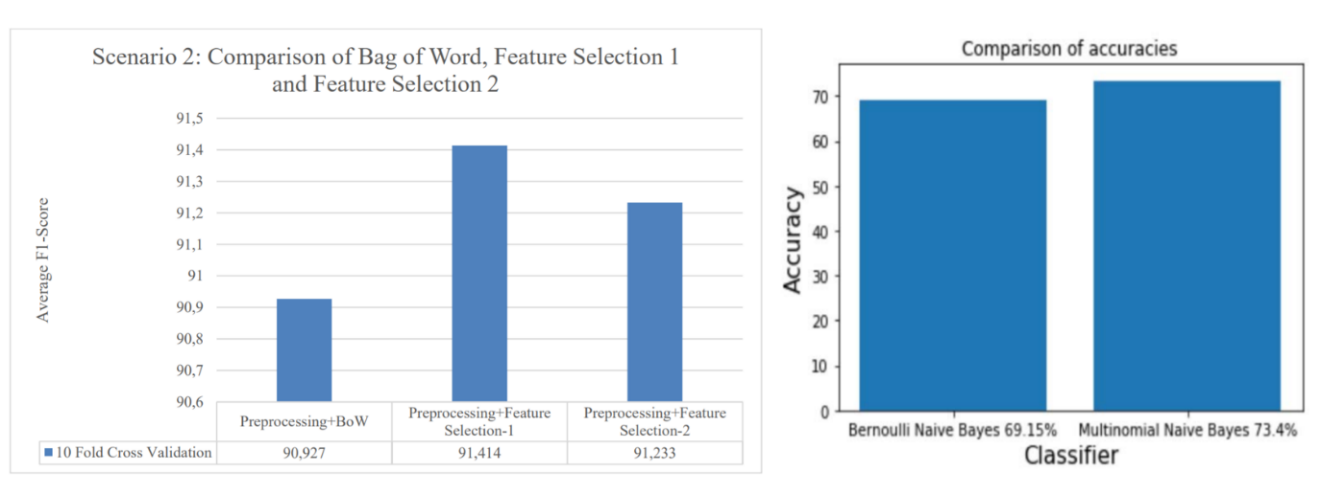 Scenario 2: Comparison of Bag of Word, Feature Selection 1
and Feature Selection 2
Average F1-Score
91,5
91,4
91,3
91,2
91,1
91
90,9
90,8
90,7
90,6
Preprocessing+BoW
Preprocessing+Feature
Selection-1
Preprocessing+Feature
Selection-2
10 Fold Cross Validation 90,927 91,414 91,233
Comparison of accuracies
Accuracy
70
60
50
40
30
20
10
0
Bernoulli Naive Bayes 69.15% Multinomial Naive Bayes 73.4%
Classifier